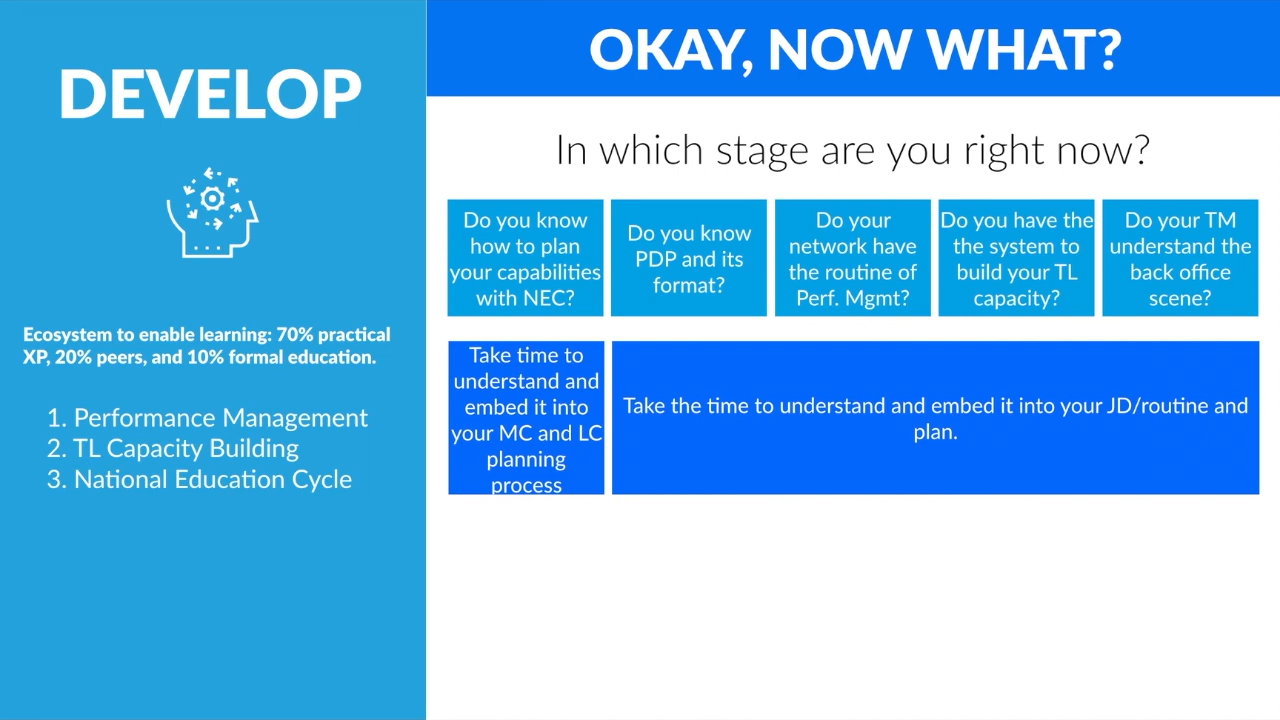 DEVELOP
Ecosystem to enable learning: 70% practical
XP, 20% peers, and 10% formal education.
1. Performance Management
2. TL Capacity Building
3. National Education Cycle
OKAY, NOW WHAT?
In which stage are you right now?
Do you know
how to plan
your capabilities
with NEC?
Do you know
PDP and its
format?
Do your
network have
the routine of
Perf. Mgmt?
Do you have the
the system to
build your TL
capacity?
Do your TM
understand the
back office
scene?
Take time to
understand and
embed it into
your MC and LC
planning
process
Take the time to understand and embed it into your JD/routine and
plan.